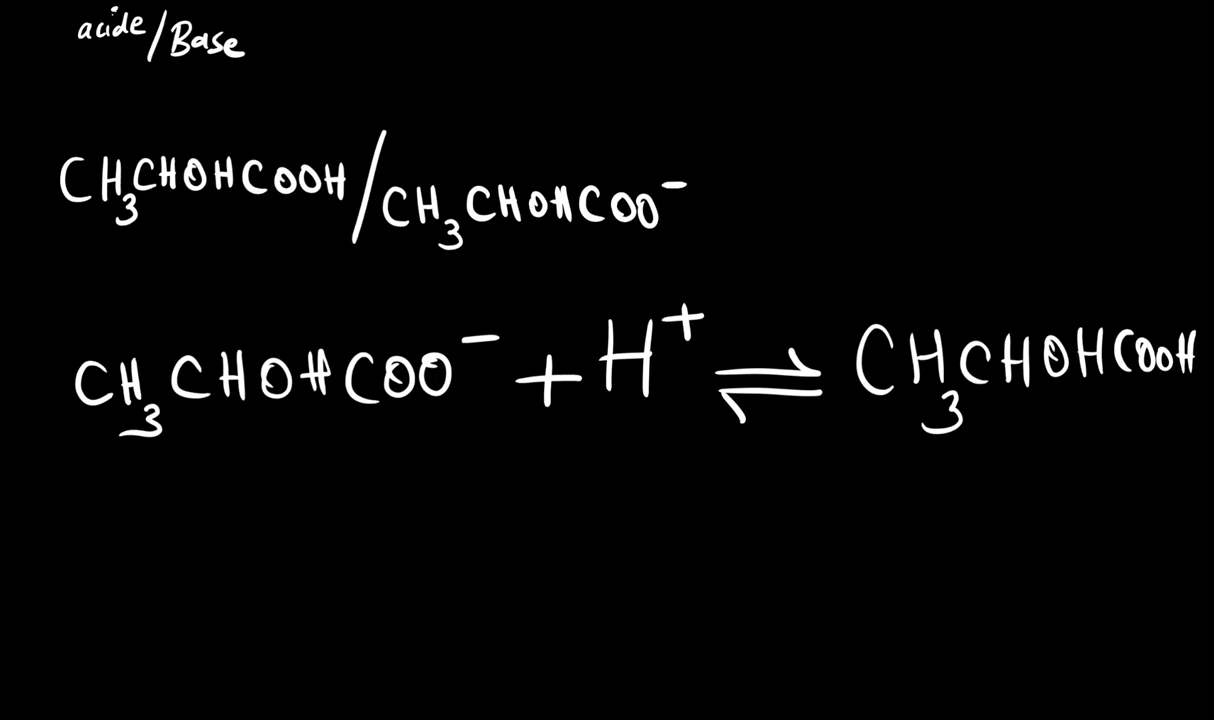 acide/Base
CH₃CHOHCOOH/CH₃CHOHCOO⁻
CH₃CHOHCOO⁻ + H⁺ ⇌ CH₃CHOHCOOH